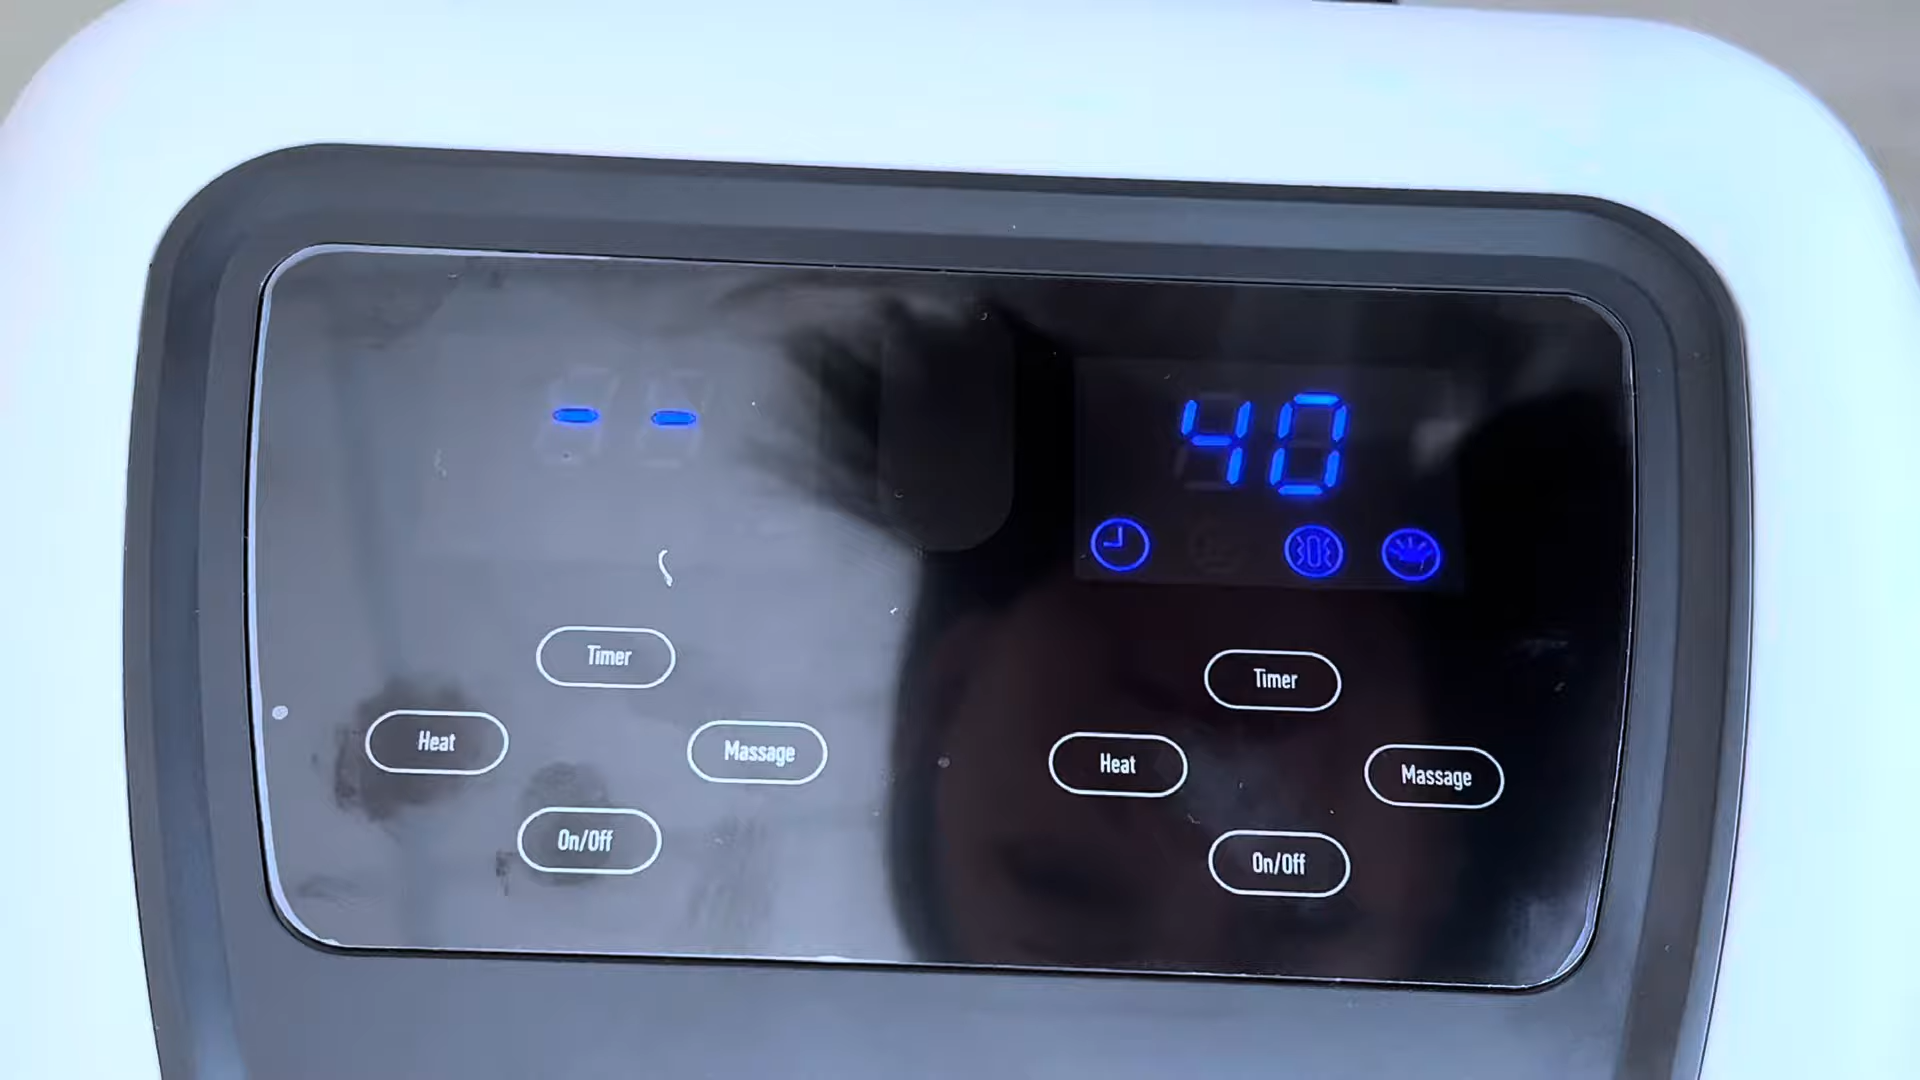 -- 40
Timer
Heat
Massage
On/Off
Timer
Heat
Massage
On/Off